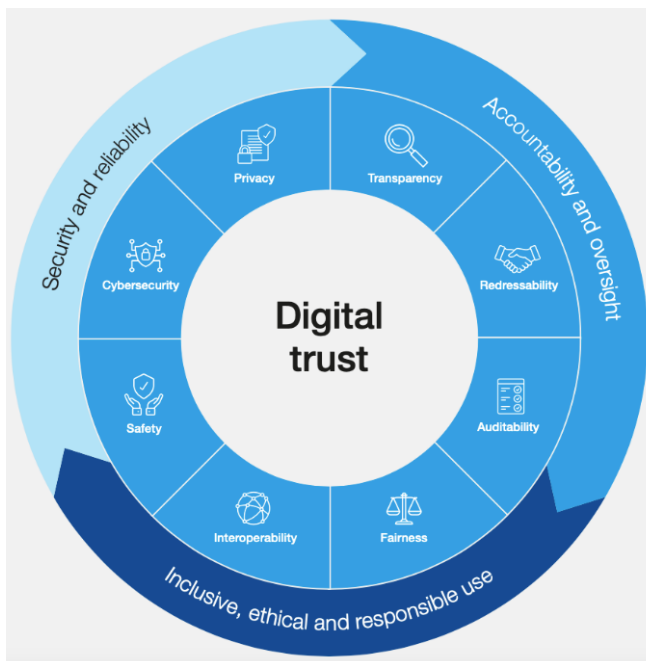 Digital
trust
Privacy
Transparency
Redressability
Auditability
Fairness
Interoperability
Safety
Cybersecurity
Security and reliability
Accountability and oversight
Inclusive, ethical and responsible use